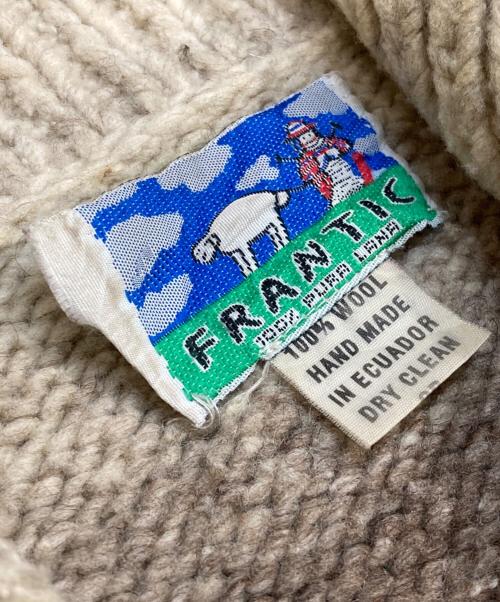 FRANTIC
100% PURA LANA
100% WOOL
HAND MADE
IN ECUADOR
DRY CLEAN